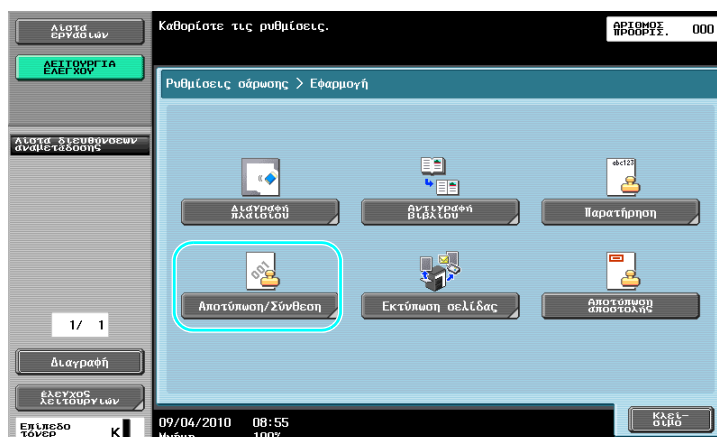 Λίστα
εργασιών
Καθορίστε τις ρυθμίσεις.
ΑΡΙΘΜΟΣ
ΠΡΟΟΡΙΣ. 000
ΛΕΙΤΟΥΡΓΙΑ
ΕΛΕΓΧΟΥ
Ρυθμίσεις σάρωσης > Εφαρμογή
Λίστα διευθύνσεων
αναμετάδοσης
abc123
Διαγραφή
πλαισίου
Αντιγραφή
βιβλίου
Παρατήρηση
001
Αποτύπωση/Σύνθεση
Εκτύπωση σελίδας
Αποτύπωση
αποστολής
1/ 1
Διαγραφή
έλεγχος
λειτουργιών
Επίπεδο
τόνερ K
09/04/2010 08:55
Μνήμη 100%
Κλεί-
σιμο